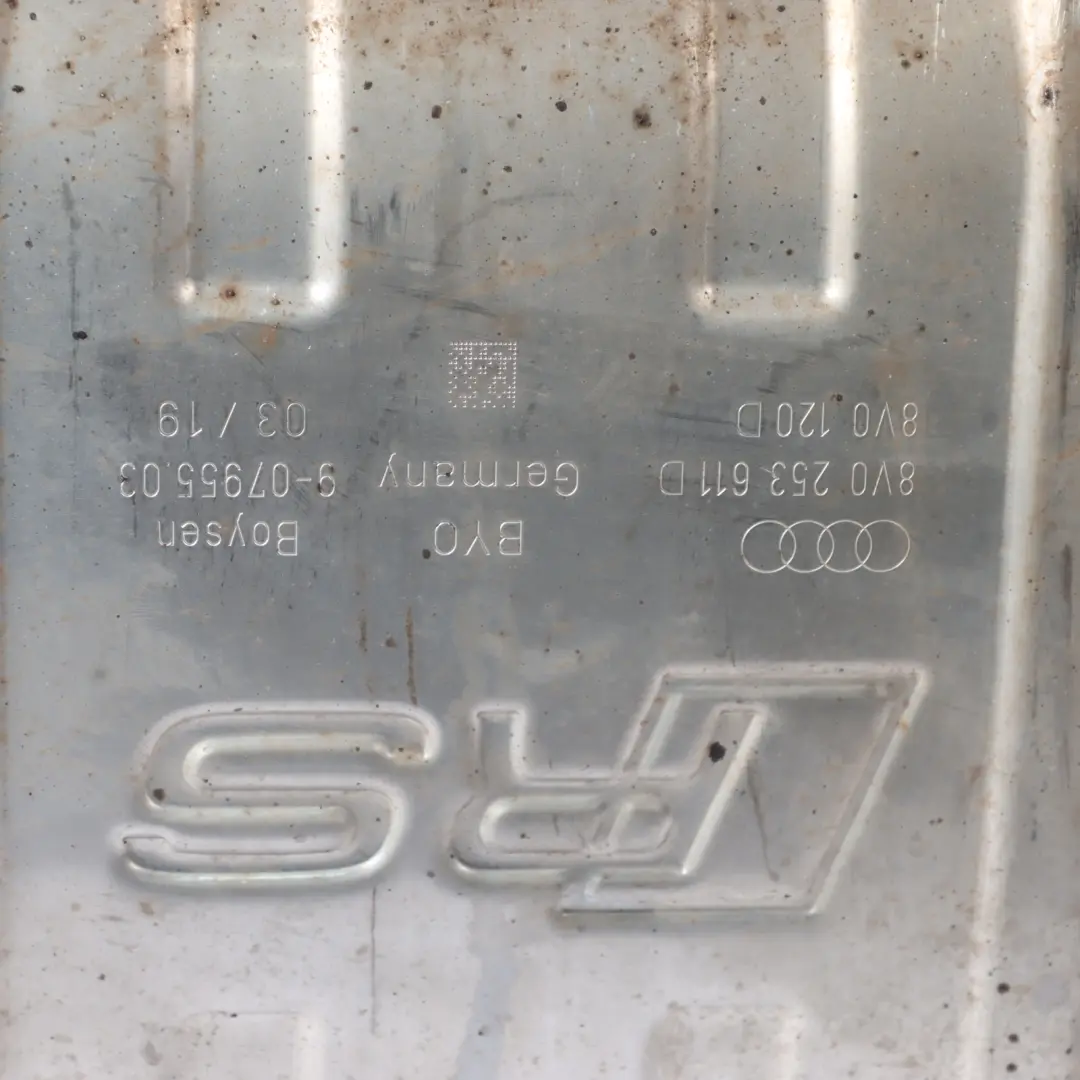 RS
BYO Boysen
8V0 253 611 D Germany 9-07955.03
8V0 120 D 03/19